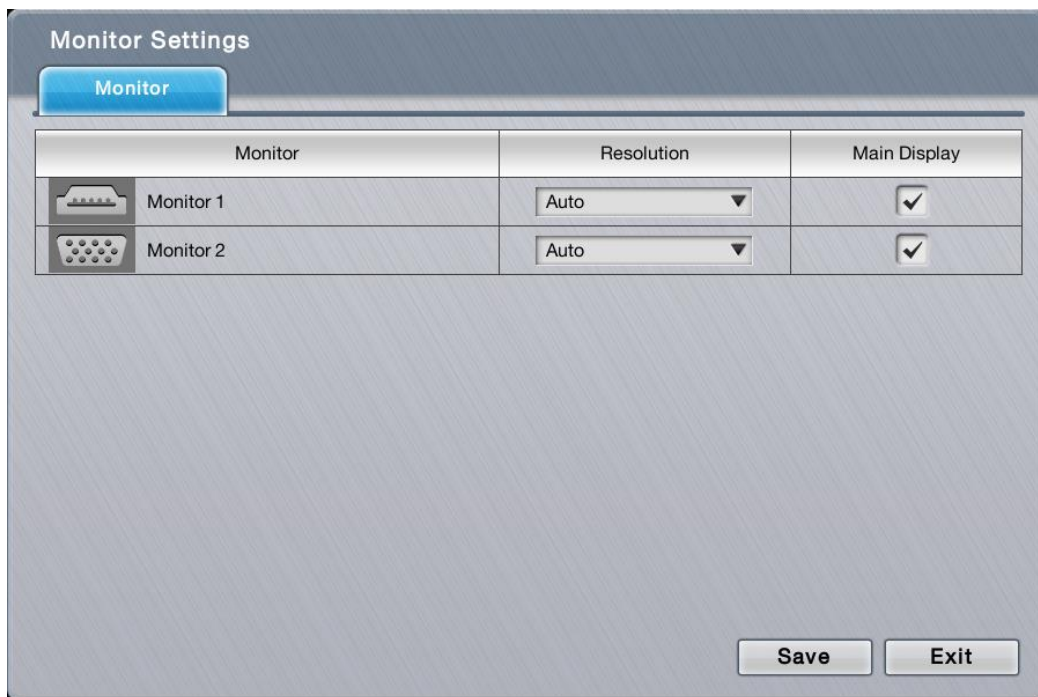 Monitor Settings
Monitor
Monitor Resolution Main Display
Monitor 1 Auto
Monitor 2 Auto
Save Exit